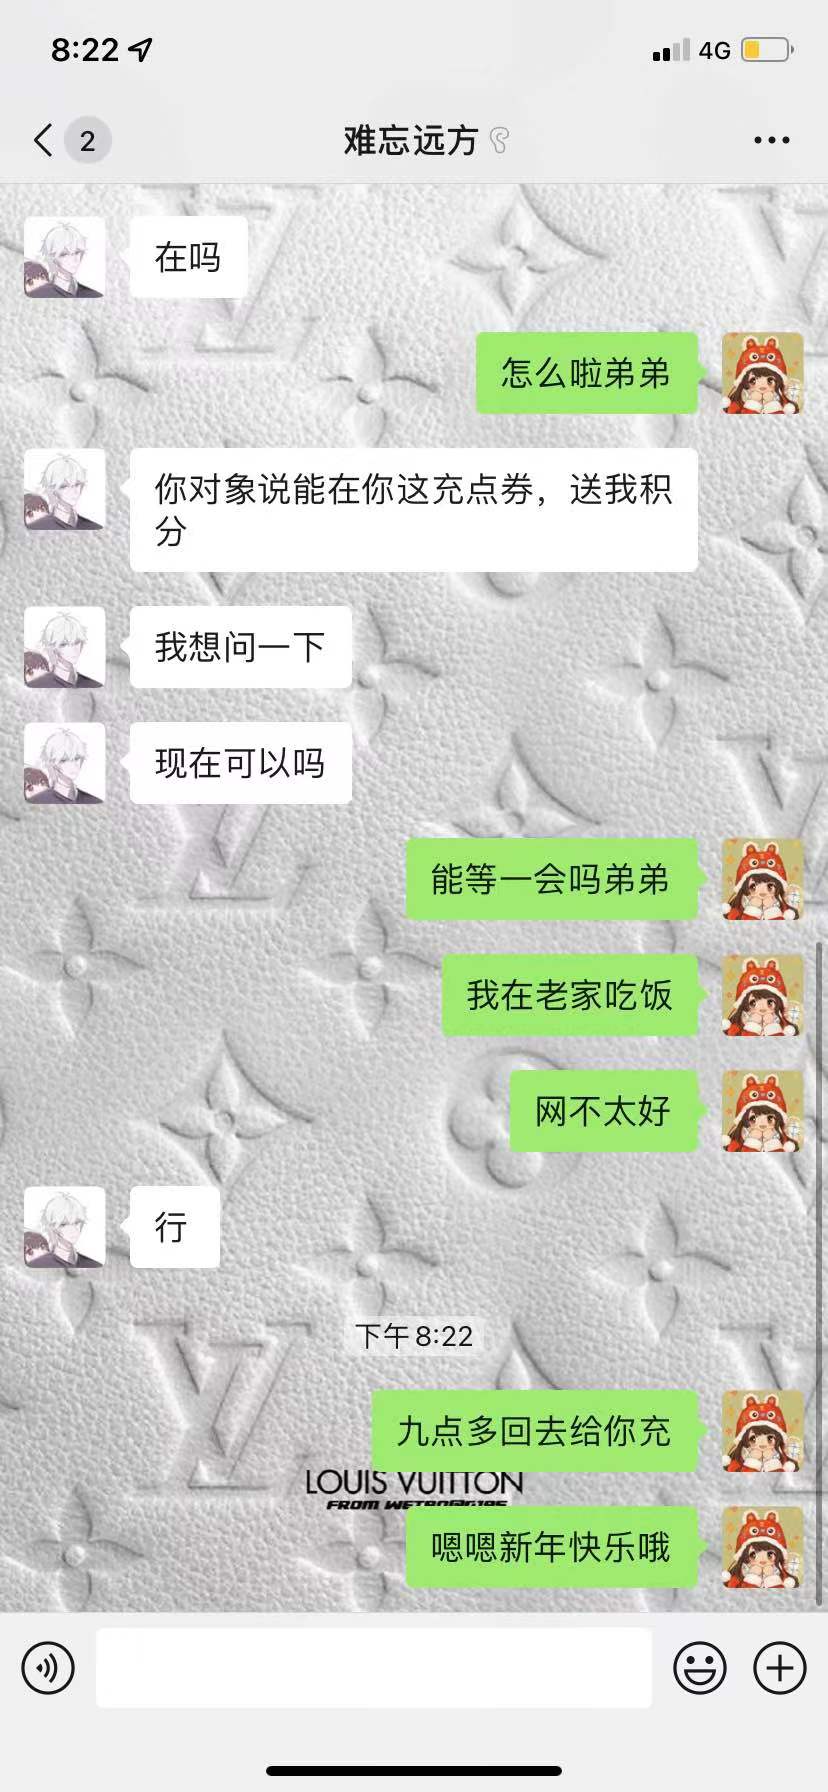 8:22
4G
2
难忘远方
在吗
怎么啦弟弟
你对象说能在你这充点券，送我积
分
我想问一下
现在可以吗
能等一会吗弟弟
我在老家吃饭
网不太好
行
下午 8:22
九点多回去给你充
LOUIS VUITTON
嗯嗯新年快乐哦